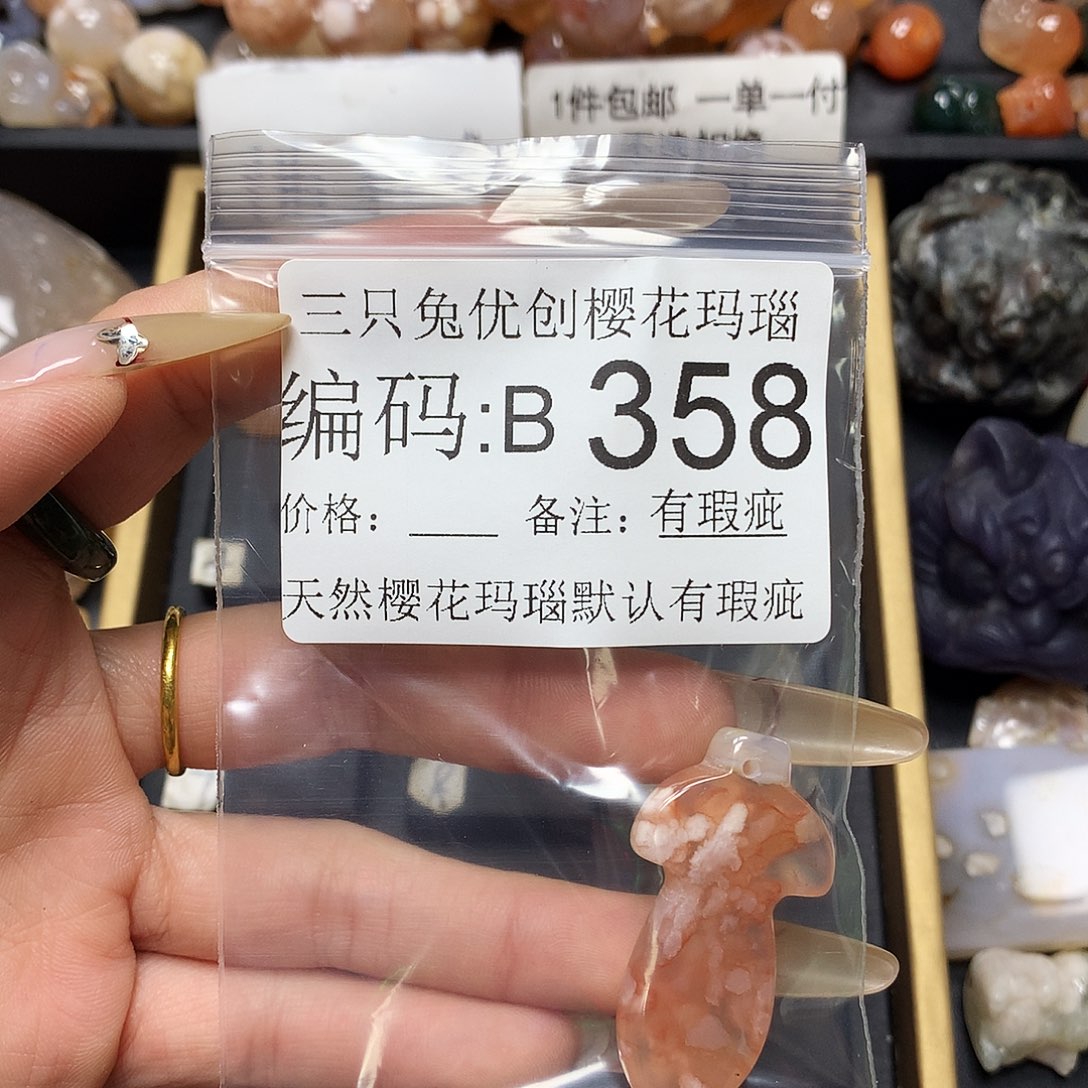 1件包邮 一单一付
三只兔优创樱花玛瑙
编码:B 358
价格: ____ 备注: 有瑕疵
天然樱花玛瑙默认有瑕疵